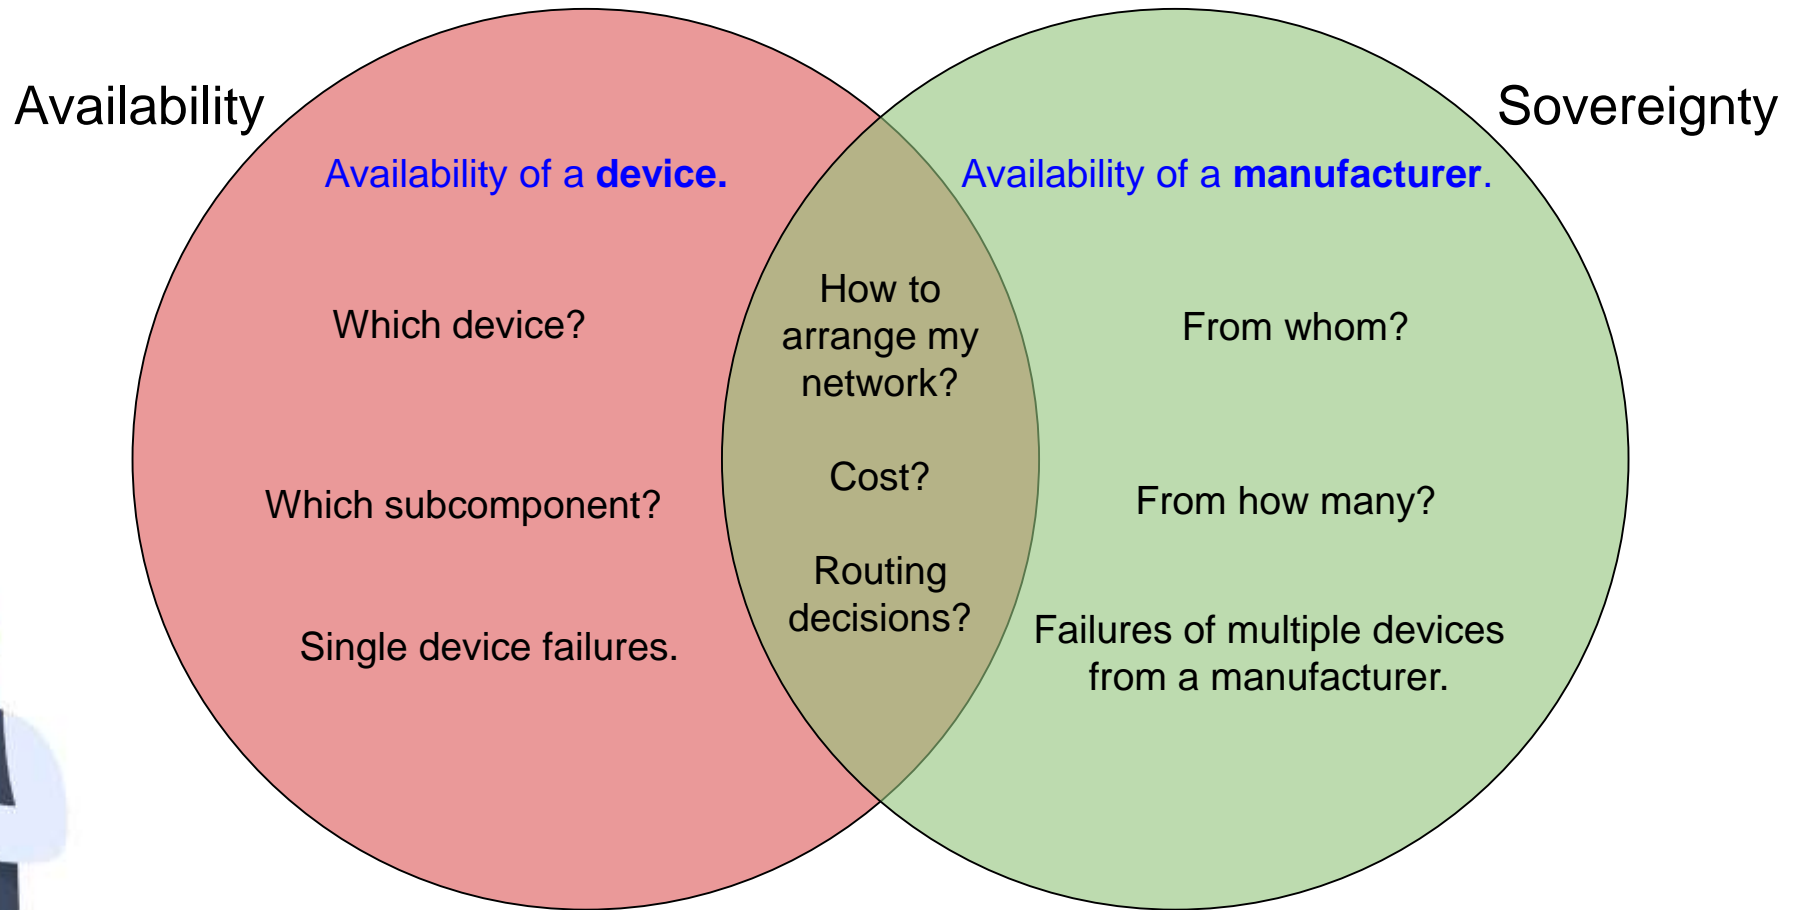 Availability
Availability of a device.
Which device?
Which subcomponent?
Single device failures.
How to
arrange my
network?
Cost?
Routing
decisions?
Sovereignty
Availability of a manufacturer.
From whom?
From how many?
Failures of multiple devices
from a manufacturer.